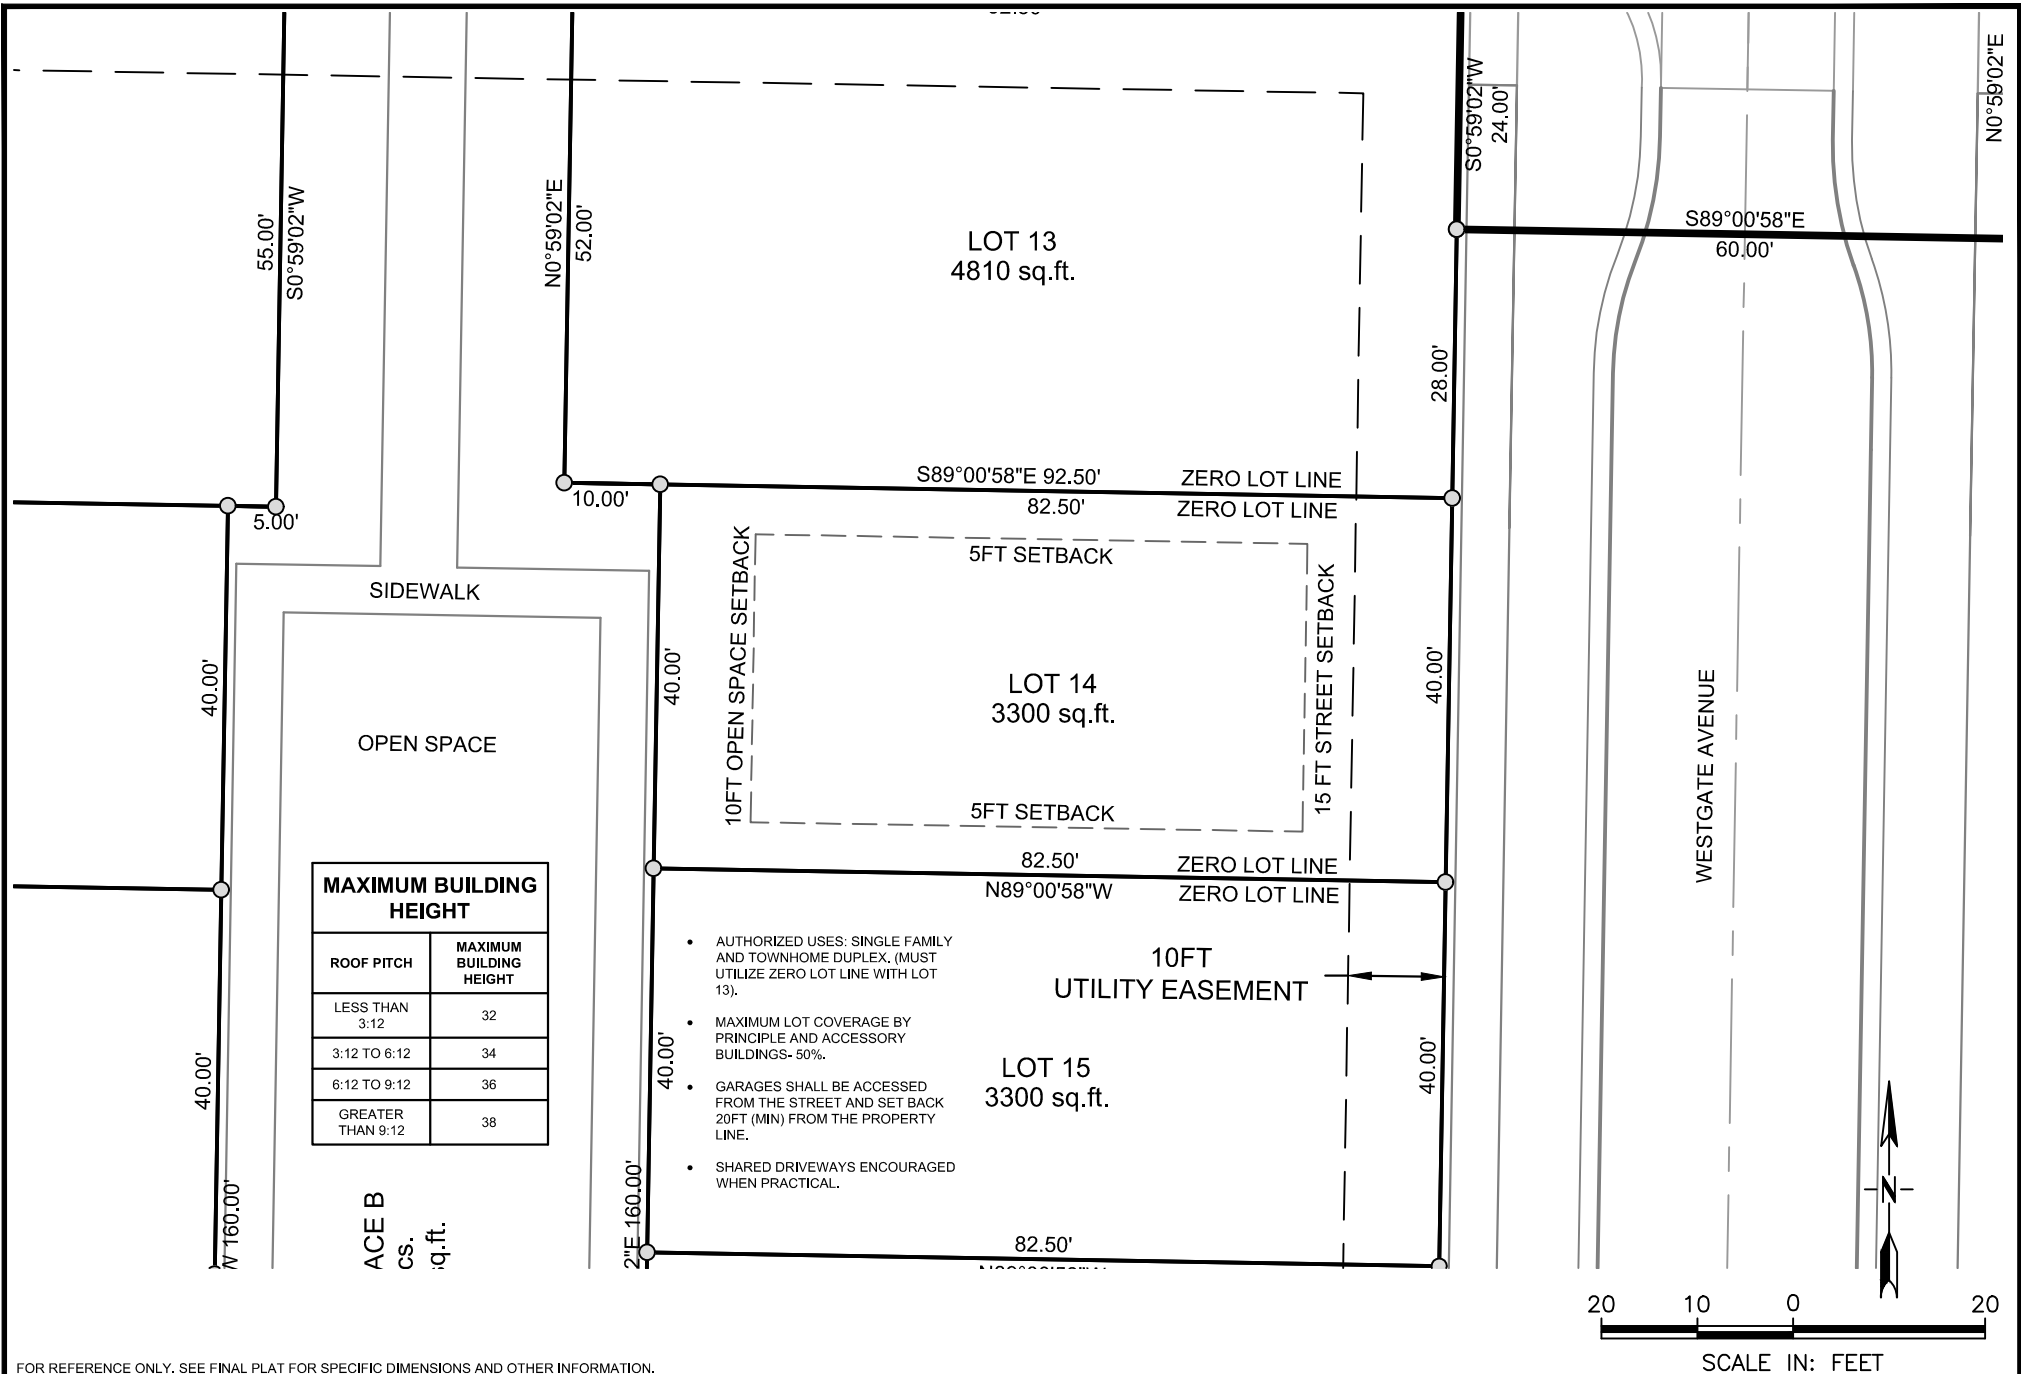 S0°59'02"W
24.00'
N0°59'02"E
55.00'
S0°59'02"W
N0°59'02"E
52.00'
LOT 13
4810 sq.ft.
S89°00'58"E
60.00'
28.00'
S89°00'58"E 92.50'
ZERO LOT LINE
10.00'
82.50'
ZERO LOT LINE
5.00'
SIDEWALK
OPEN SPACE
40.00'
40.00'
10FT OPEN SPACE SETBACK
5FT SETBACK
LOT 14
3300 sq.ft.
15 FT STREET SETBACK
5FT SETBACK
40.00'
WESTGATE AVENUE
82.50'
ZERO LOT LINE
N89°00'58"W
ZERO LOT LINE
MAXIMUM BUILDING
HEIGHT
ROOF PITCH
MAXIMUM
BUILDING
HEIGHT
LESS THAN
3:12
32
3:12 TO 6:12
34
6:12 TO 9:12
36
GREATER
THAN 9:12
38
• AUTHORIZED USES: SINGLE FAMILY
AND TOWNHOME DUPLEX. (MUST
UTILIZE ZERO LOT LINE WITH LOT
13).
• MAXIMUM LOT COVERAGE BY
PRINCIPLE AND ACCESSORY
BUILDINGS- 50%.
• GARAGES SHALL BE ACCESSED
FROM THE STREET AND SET BACK
20FT (MIN) FROM THE PROPERTY
LINE.
• SHARED DRIVEWAYS ENCOURAGED
WHEN PRACTICAL.
10FT
UTILITY EASEMENT
LOT 15
3300 sq.ft.
40.00'
40.00'
40.00'
W 160.00'
ACE B
cs.
sq.ft.
2"E 160.00'
82.50'
N
20 10 0 20
SCALE IN: FEET
FOR REFERENCE ONLY. SEE FINAL PLAT FOR SPECIFIC DIMENSIONS AND OTHER INFORMATION.